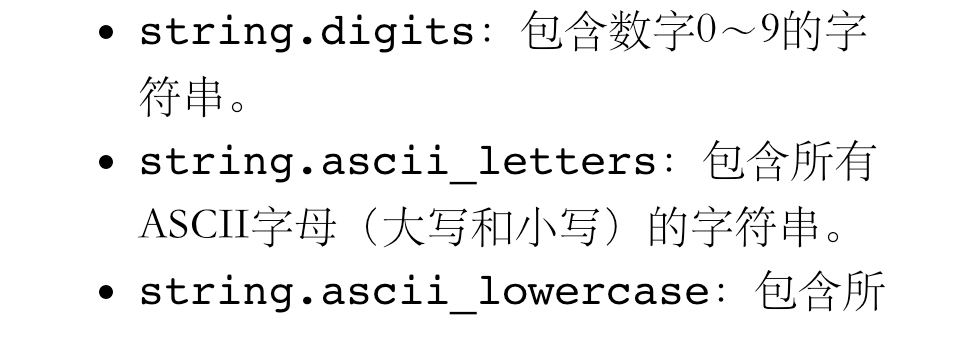 • string.digits：包含数字0～9的字
符串。
• string.ascii_letters：包含所有
ASCII字母（大写和小写）的字符串。
• string.ascii_lowercase：包含所